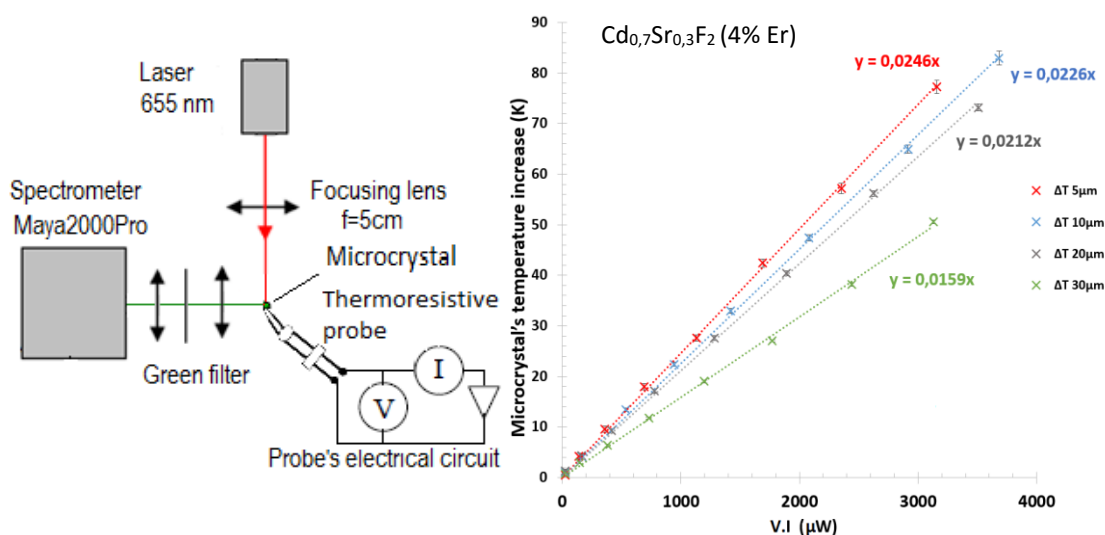 Laser
655 nm
Spectrometer
Maya2000Pro
Focusing lens
f=5cm
Microcrystal
Thermoresistive
probe
Green filter
I
V
Probe's electrical circuit
Cd0,7Sr0,3F2 (4% Er)
Microcrystal's temperature increase (K)
90
80
70
60
50
40
30
20
10
0
y = 0,0246x
y = 0,0226x
y = 0,0212x
y = 0,0159x
ΔT 5μm
ΔT 10μm
ΔT 20μm
ΔT 30μm
0 1000 2000 3000 4000
V.I (μW)